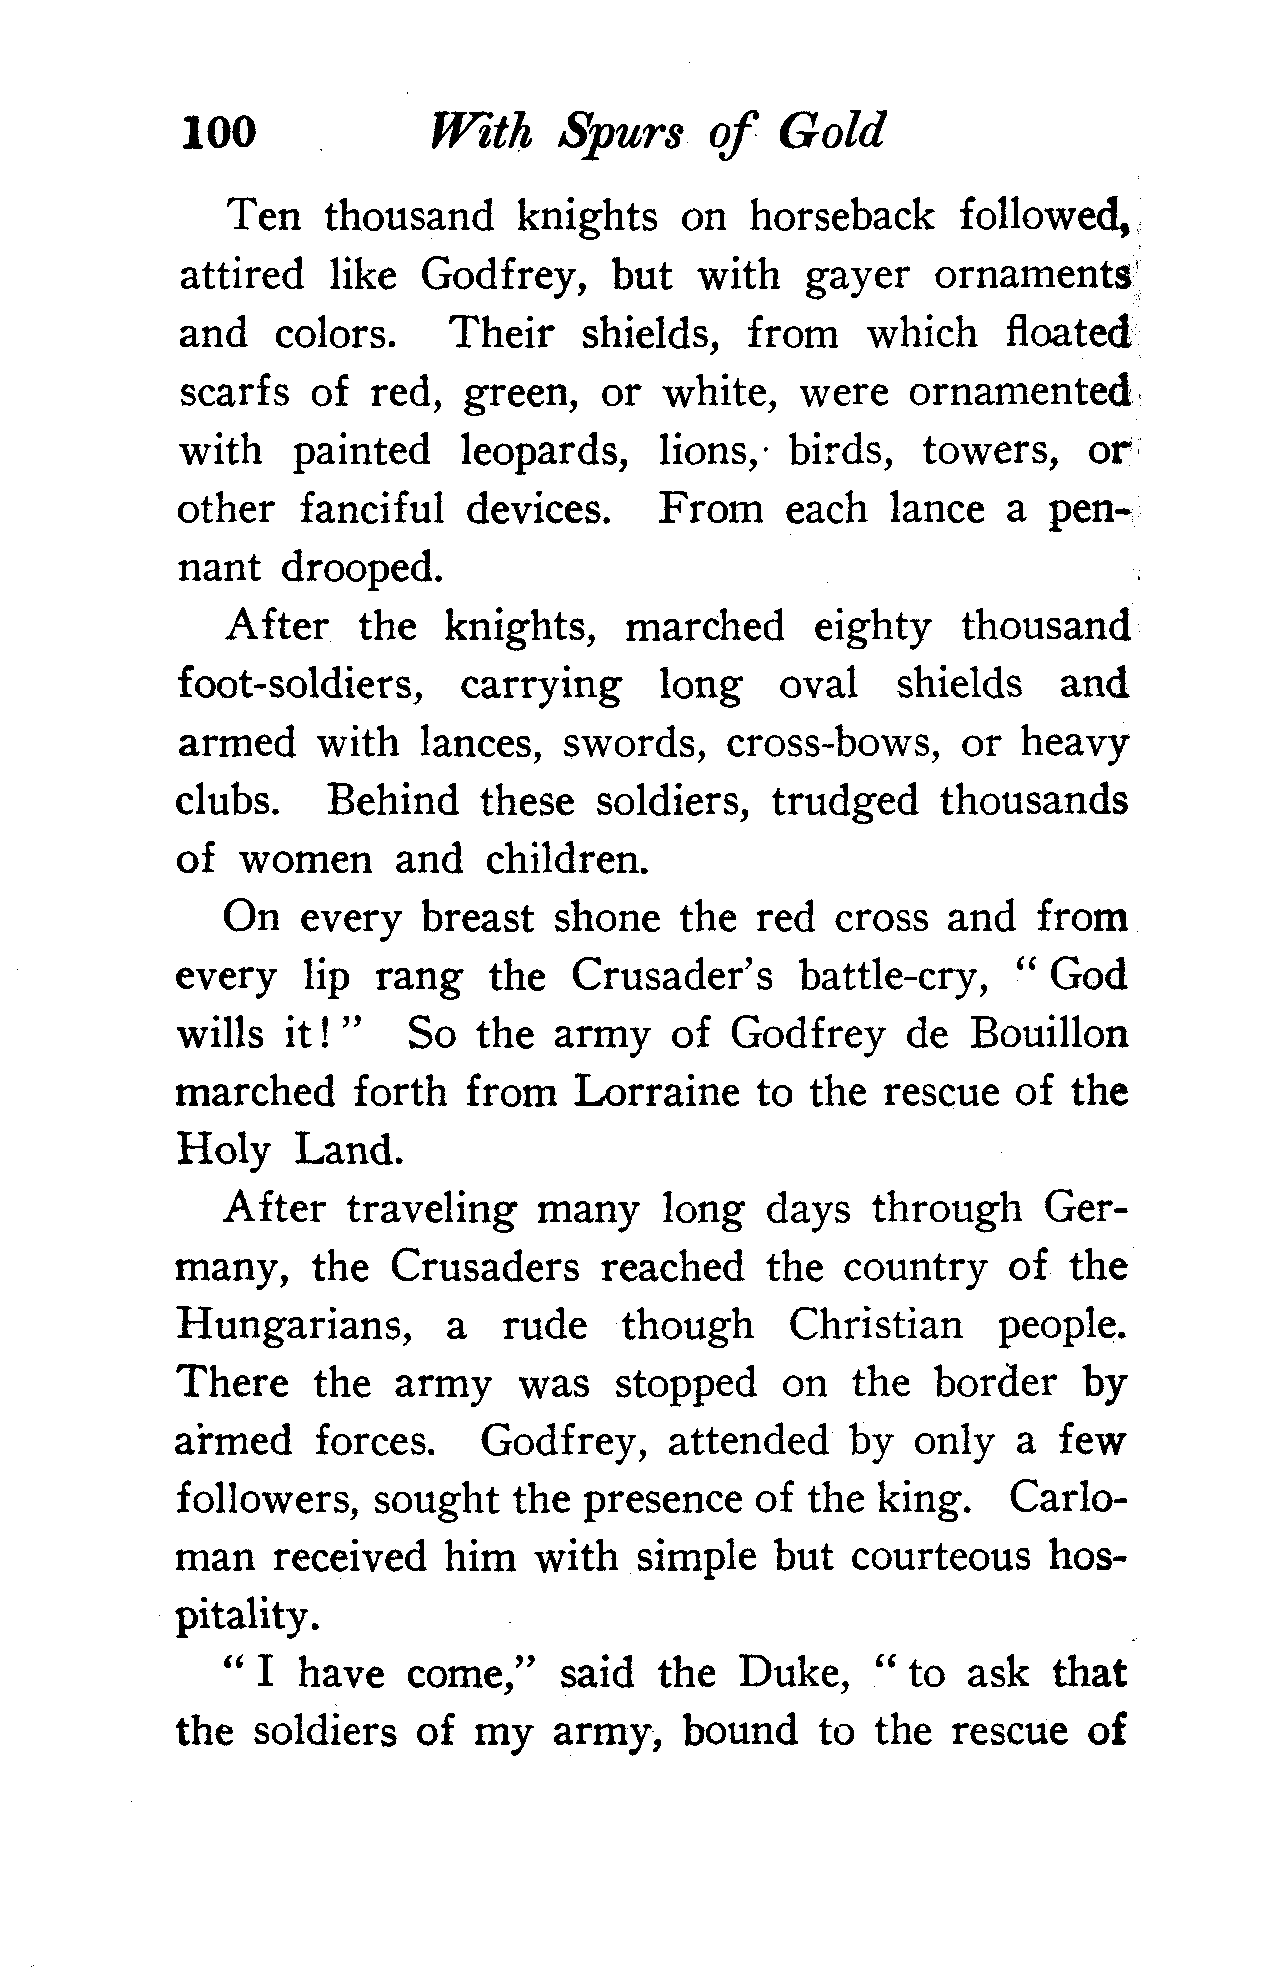 100 With Spurs of Gold
Ten thousand knights on horseback followed,
attired like Godfrey, but with gayer ornaments
and colors. Their shields, from which floated
scarfs of red, green, or white, were ornamented
with painted leopards, lions, birds, towers, or
other fanciful devices. From each lance a pen-
nant drooped.
After the knights, marched eighty thousand
foot-soldiers, carrying long oval shields and
armed with lances, swords, cross-bows, or heavy
clubs. Behind these soldiers, trudged thousands
of women and children.
On every breast shone the red cross and from
every lip rang the Crusader's battle-cry, “ God
wills it! ” So the army of Godfrey de Bouillon
marched forth from Lorraine to the rescue of the
Holy Land.
After traveling many long days through Ger-
many, the Crusaders reached the country of the
Hungarians, a rude though Christian people.
There the army was stopped on the border by
armed forces. Godfrey, attended by only a few
followers, sought the presence of the king. Carlo-
man received him with simple but courteous hos-
pitality.
“ I have come,” said the Duke, “ to ask that
the soldiers of my army, bound to the rescue of